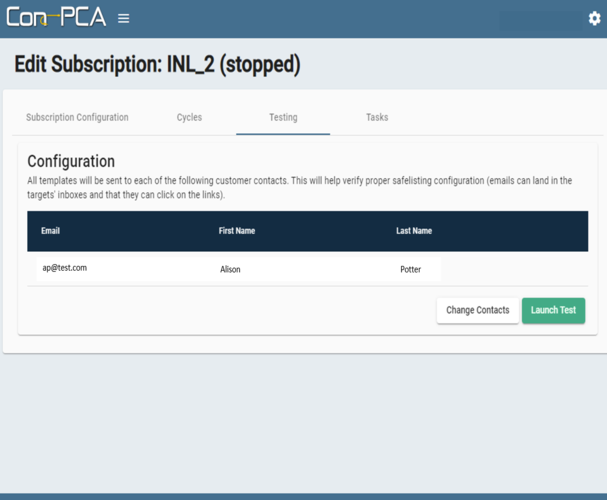 Con-PCA
Edit Subscription: INL_2 (stopped)
Subscription Configuration Cycles Testing Tasks
Configuration
All templates will be sent to each of the following customer contacts. This will help verify proper safelisting configuration (emails can land in the
targets' inboxes and that they can click on the links).
Email First Name Last Name
ap@test.com Alison Potter
Change Contacts Launch Test